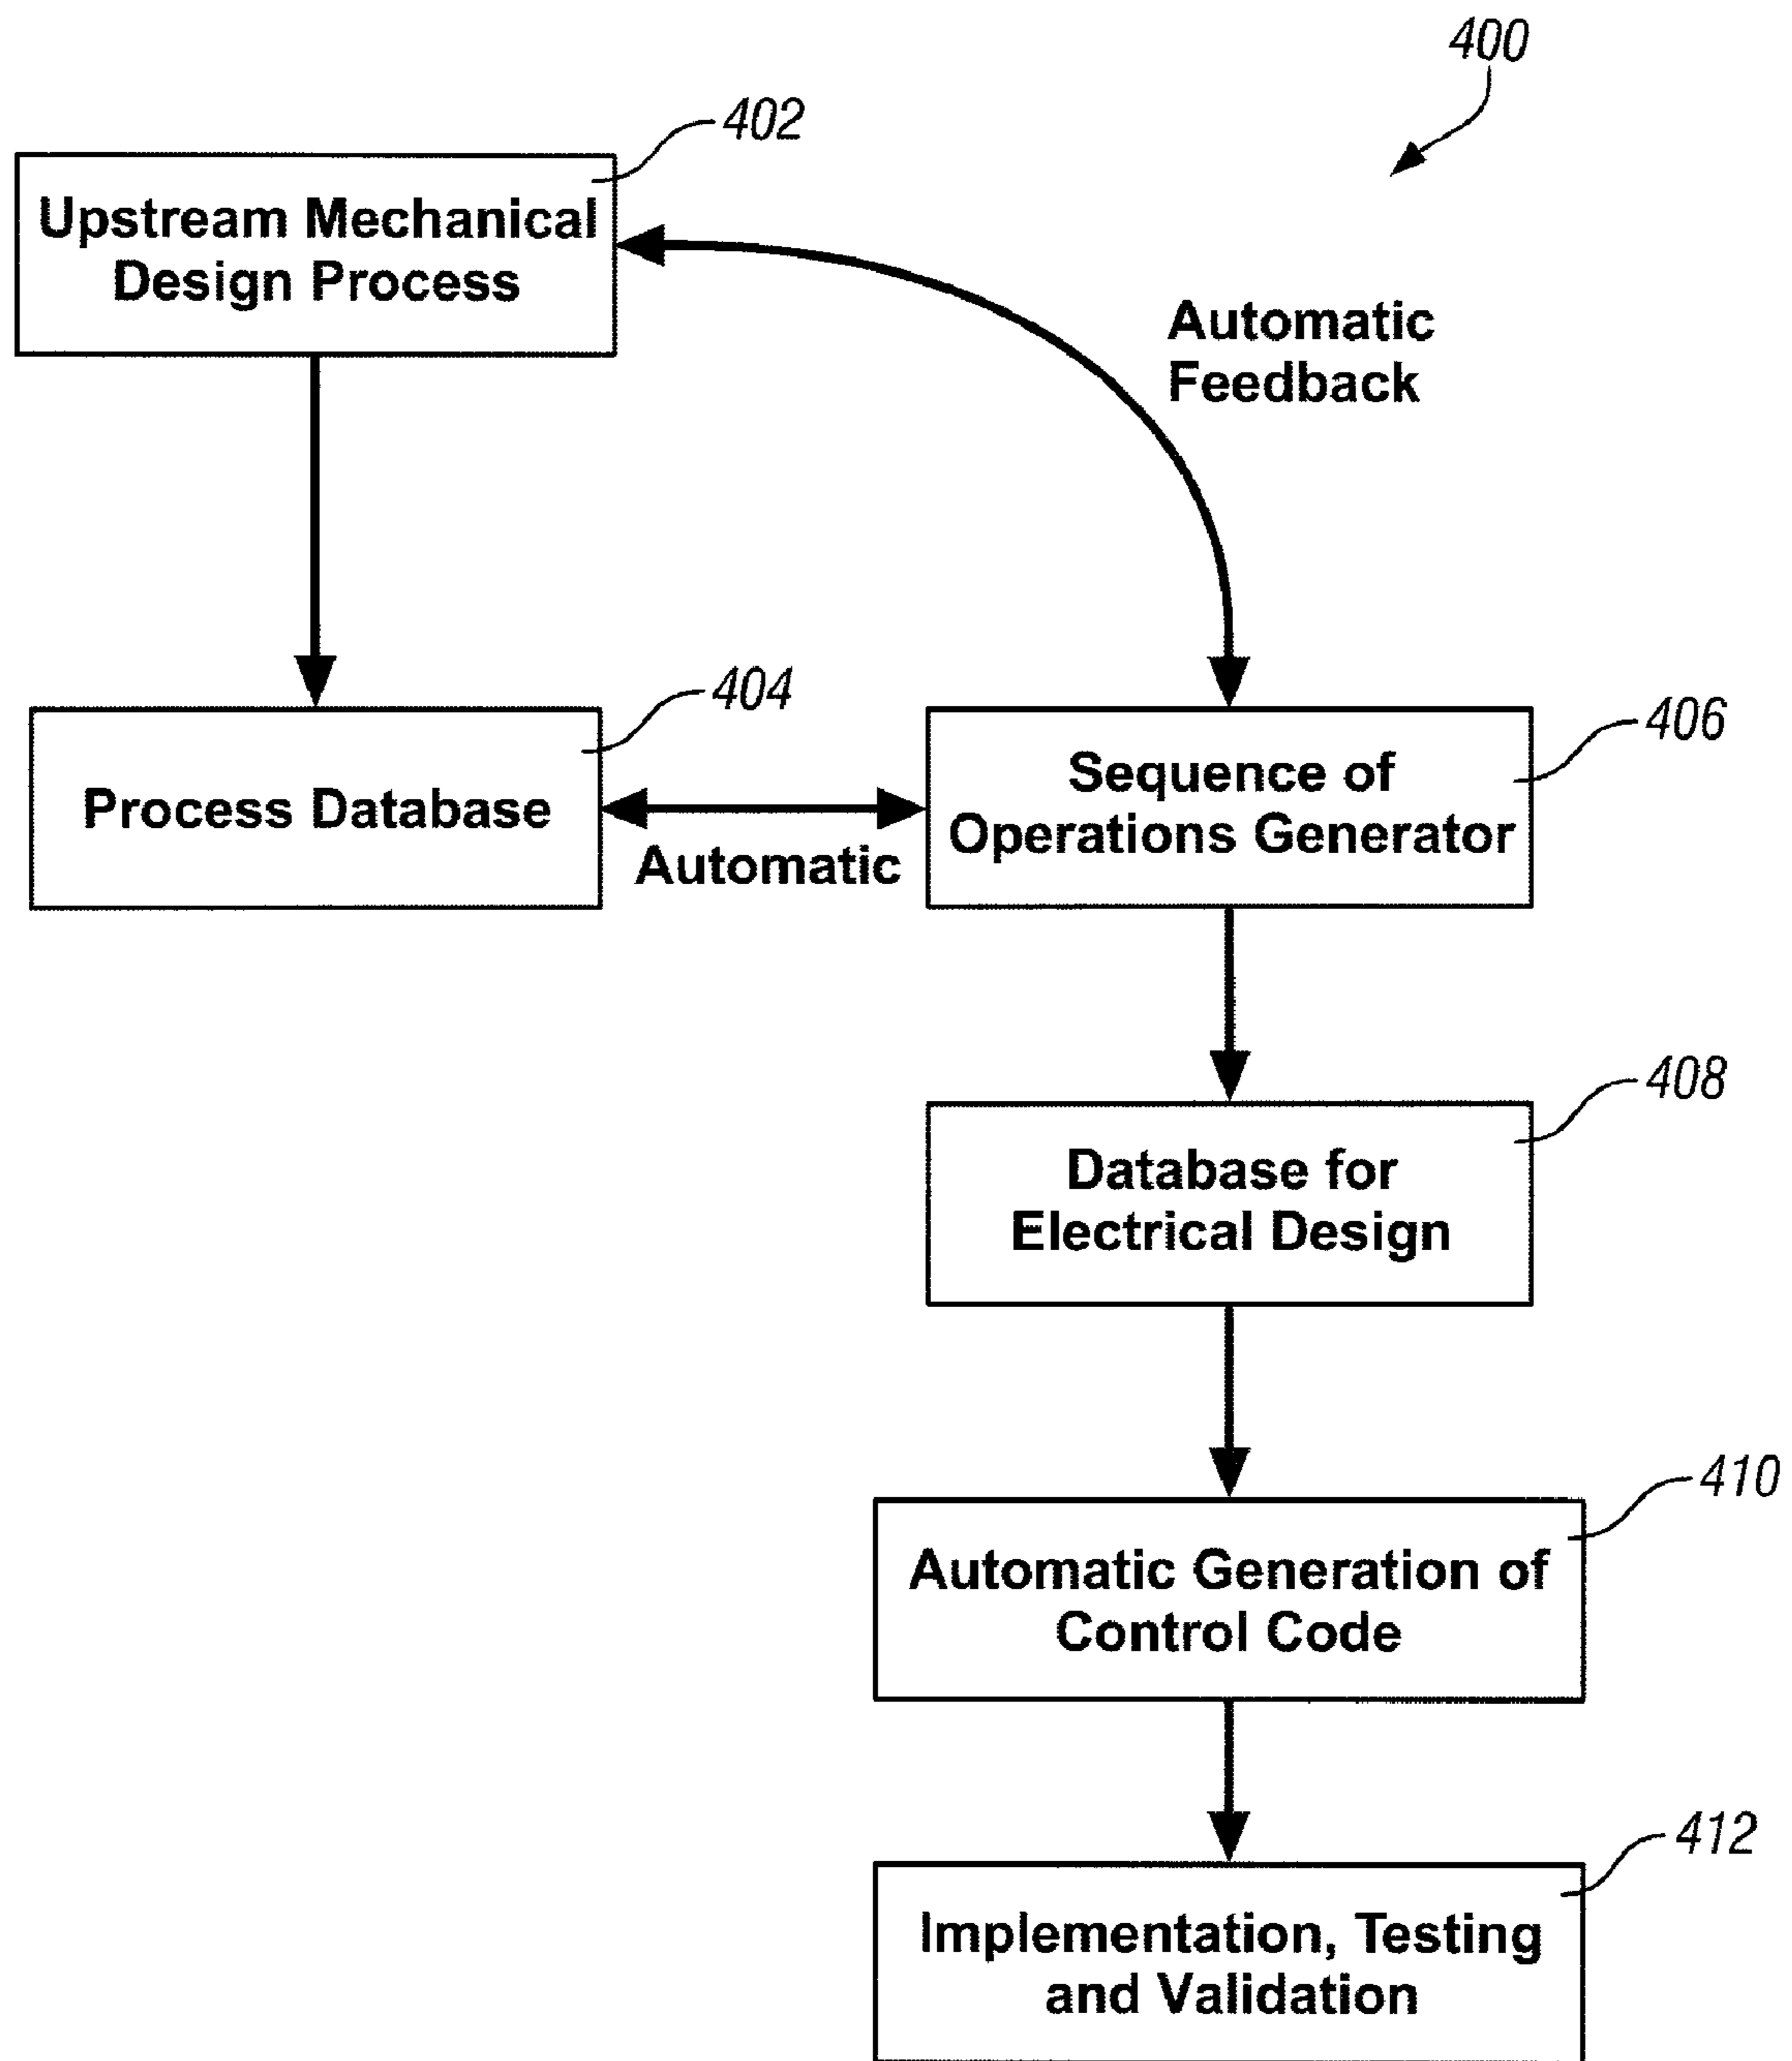 400
402
Upstream Mechanical
Design Process
Automatic
Feedback
404
Process Database
Automatic
406
Sequence of
Operations Generator
408
Database for
Electrical Design
410
Automatic Generation of
Control Code
412
Implementation, Testing
and Validation